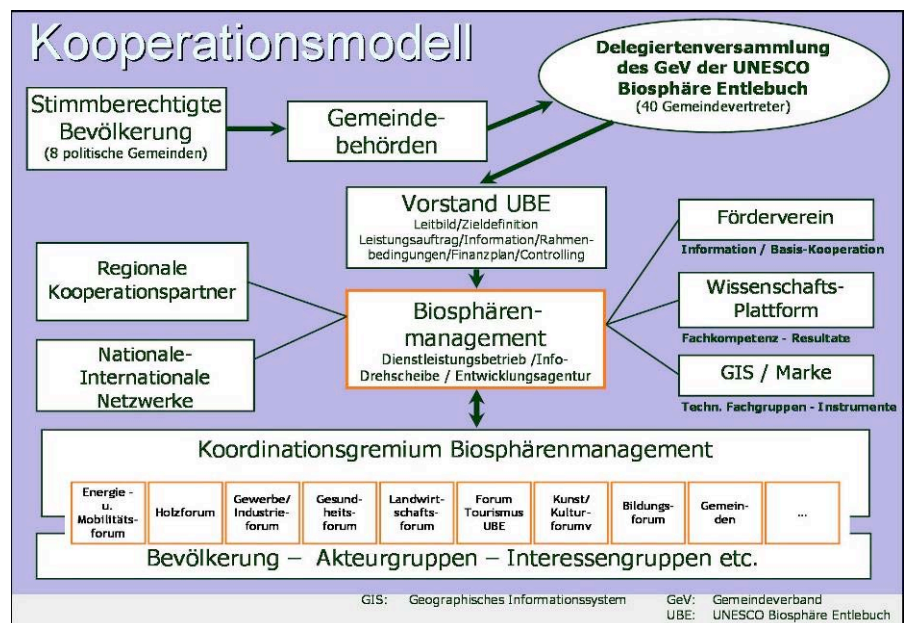 Kooperationsmodell
Delegiertenversammlung
des GeV der UNESCO
Biosphäre Entlebuch
(40 Gemeindevertreter)
Stimmberechtigte
Bevölkerung
(8 politische Gemeinden)
Gemeinde-
behörden
Vorstand UBE
Leitbild/Zieldefinition
Leistungsauftrag/Information/Rahmen-
bedingungen/Finanzplan/Controlling
Förderverein
Information / Basis-Kooperation
Regionale
Kooperationspartner
Biosphären-
management
Dienstleistungsbetrieb /Info-
Drehscheibe / Entwicklungsagentur
Wissenschafts-
Plattform
Fachkompetenz - Resultate
Nationale-
Internationale
Netzwerke
GIS / Marke
Techn. Fachgruppen - Instrumente
Koordinationsgremium Biosphärenmanagement
Energie -
u.
Mobilitäts-
forum
Holzforum
Gewerbe/
Industrie-
forum
Gesund-
heits-
forum
Landwirt-
schafts-
forum
Forum
Tourismus
UBE
Kunst/
Kultur-
forumv
Bildungs-
forum
Gemein-
den
...
Bevölkerung – Akteurgruppen – Interessengruppen etc.
GIS: Geographisches Informationssystem
GeV: Gemeindeverband
UBE: UNESCO Biosphäre Entlebuch